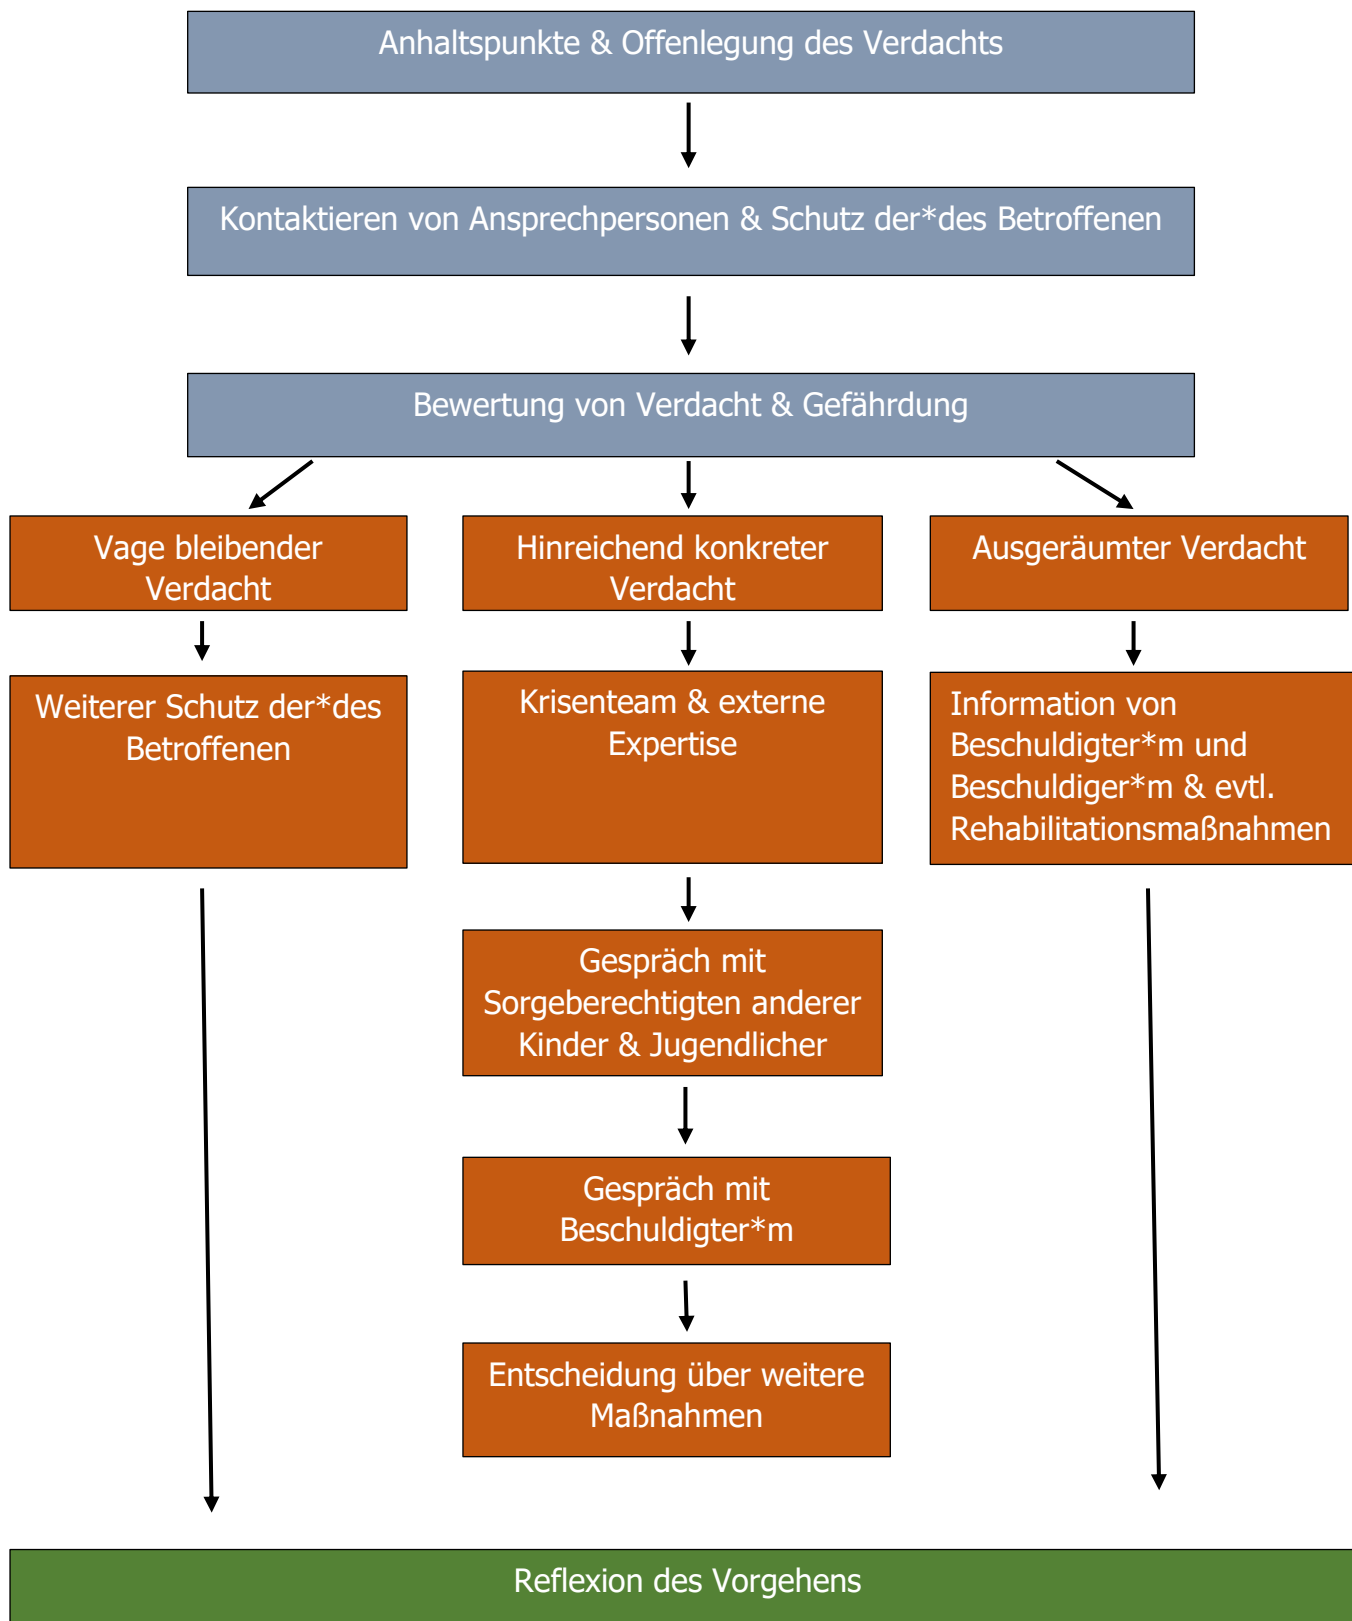 Anhaltspunkte & Offenlegung des Verdachts
Kontaktieren von Ansprechpersonen & Schutz der*des Betroffenen
Bewertung von Verdacht & Gefährdung
Vage bleibender
Verdacht
Hinreichend konkreter
Verdacht
Ausgeräumter Verdacht
Weiterer Schutz der*des
Betroffenen
Krisenteam & externe
Expertise
Information von
Beschuldigter*m und
Beschuldiger*m & evtl.
Rehabilitationsmaßnahmen
Gespräch mit
Sorgeberechtigten anderer
Kinder & Jugendlicher
Gespräch mit
Beschuldigter*m
Entscheidung über weitere
Maßnahmen
Reflexion des Vorgehens